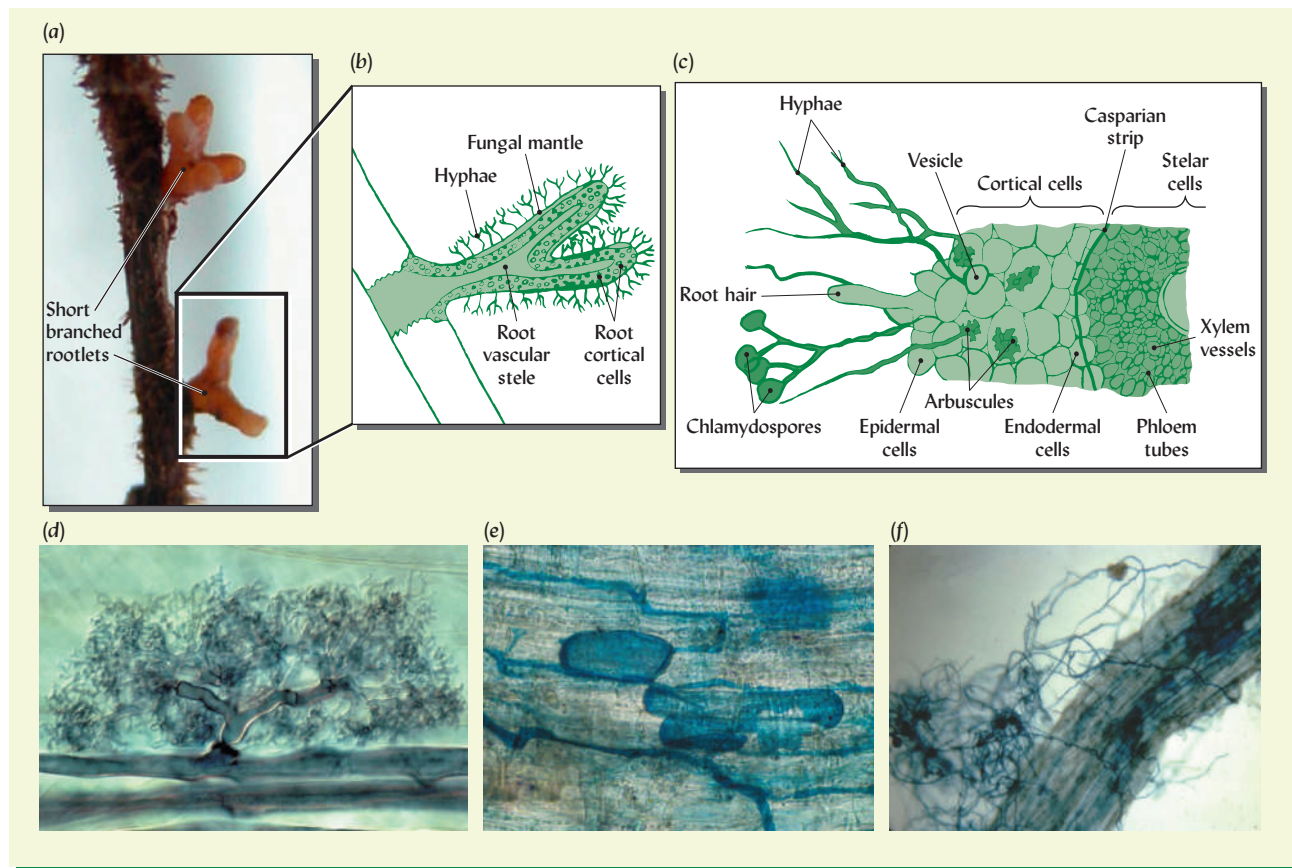 (a)
Short
branched
rootlets
(b)
Fungal mantle
Hyphae
Root
vascular
stele
Root
cortical
cells
(c)
Hyphae
Casparian
strip
Vesicle
Cortical cells
Stelar
cells
Root hair
Xylem
vessels
Chlamydospores
Epidermal
cells
Arbuscules
Endodermal
cells
Phloem
tubes
(d)
(e)
(f)